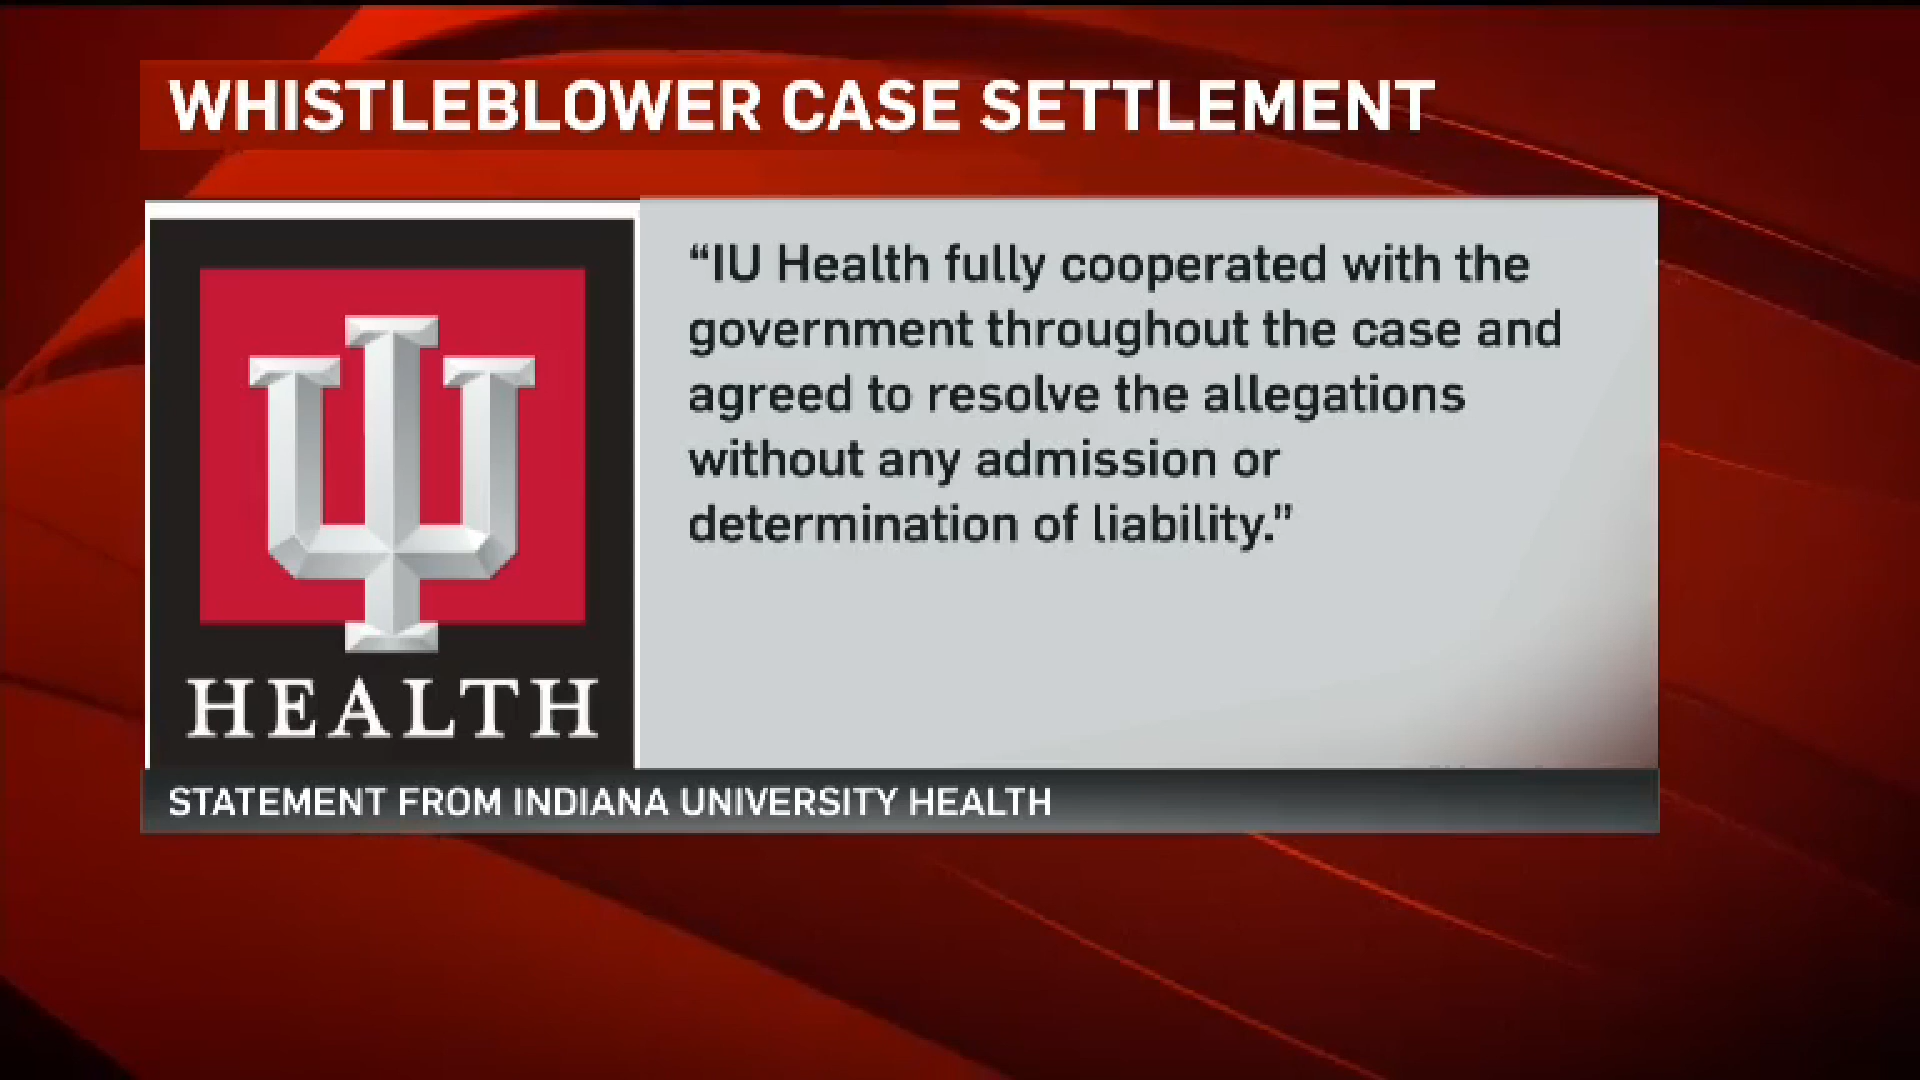 WHISTLEBLOWER CASE SETTLEMENT
IU
HEALTH
“IU Health fully cooperated with the
government throughout the case and
agreed to resolve the allegations
without any admission or
determination of liability.”
STATEMENT FROM INDIANA UNIVERSITY HEALTH